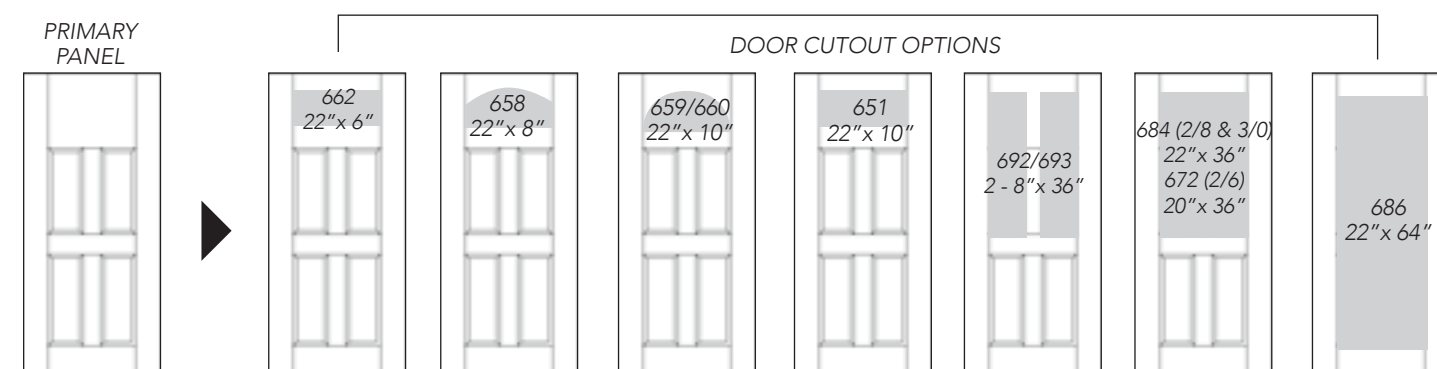 PRIMARY
PANEL
DOOR CUTOUT OPTIONS
662
22"x 6"
658
22"x 8"
659/660
22"x 10"
651
22"x 10"
692/693
2 - 8"x 36"
684 (2/8 & 3/0)
22"x 36"
672 (2/6)
20"x 36"
686
22"x 64"